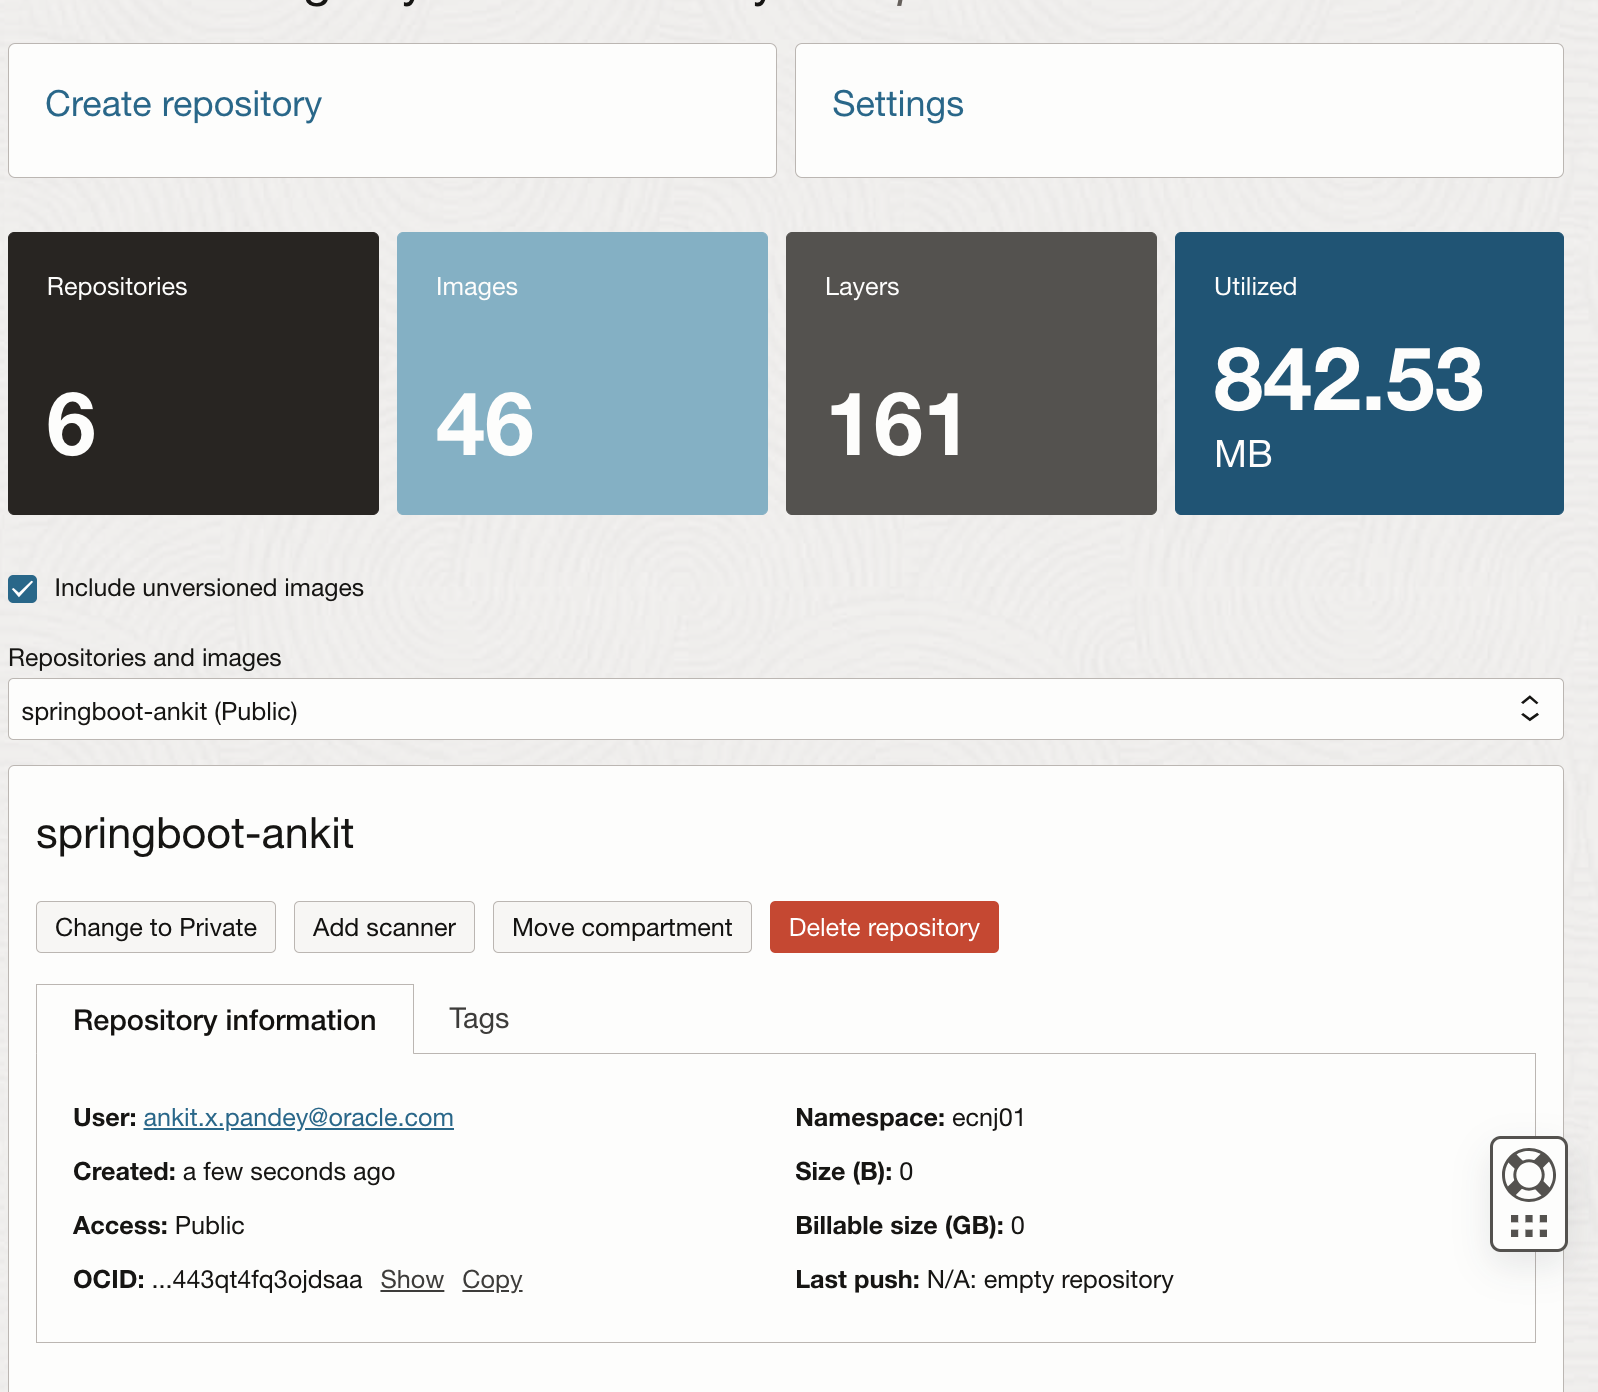 Create repository
Settings
Repositories
6
Images
46
Layers
161
Utilized
842.53
MB
Include unversioned images
Repositories and images
springboot-ankit (Public)
springboot-ankit
Change to Private
Add scanner
Move compartment
Delete repository
Repository information
Tags
User: ankit.x.pandey@oracle.com
Namespace: ecnj01
Created: a few seconds ago
Size (B): 0
Access: Public
Billable size (GB): 0
OCID: ...443qt4fq3ojdsaa Show Copy
Last push: N/A: empty repository